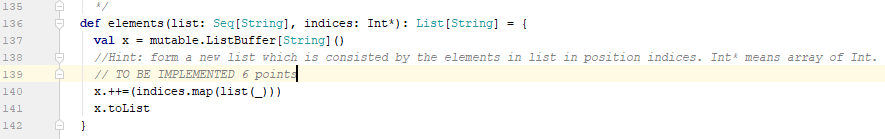 135 */
136 def elements(list: Seq[String], indices: Int*): List[String] = {
137 val x = mutable.ListBuffer[String]()
138 //Hint: form a new list which is consisted by the elements in list in position indices. Int* means array of Int.
139 // TO BE IMPLEMENTED 6 points
140 x.++=(indices.map(list(_)))
141 x.toList
142 }